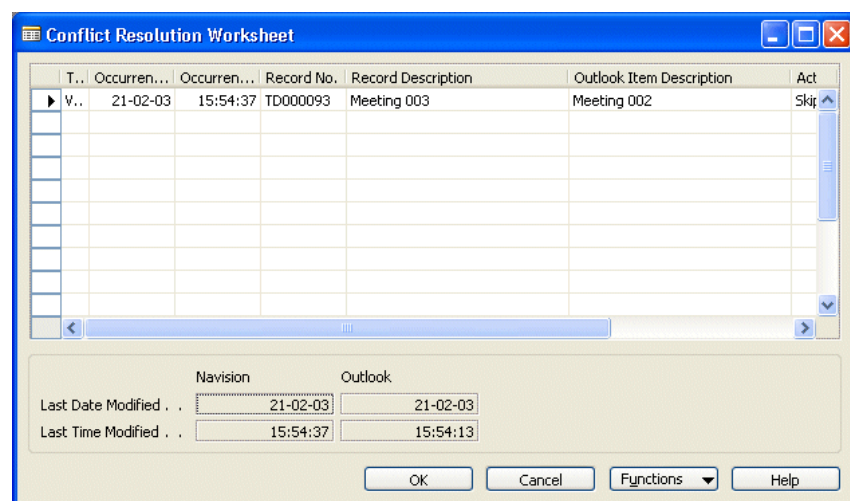 Conflict Resolution Worksheet
T.. Occurren... Occurren... Record No. Record Description Outlook Item Description Act
V.. 21-02-03 15:54:37 TD000093 Meeting 003 Meeting 002 Skip
Navision Outlook
Last Date Modified . . 21-02-03 21-02-03
Last Time Modified . . 15:54:37 15:54:13
OK Cancel Functions Help